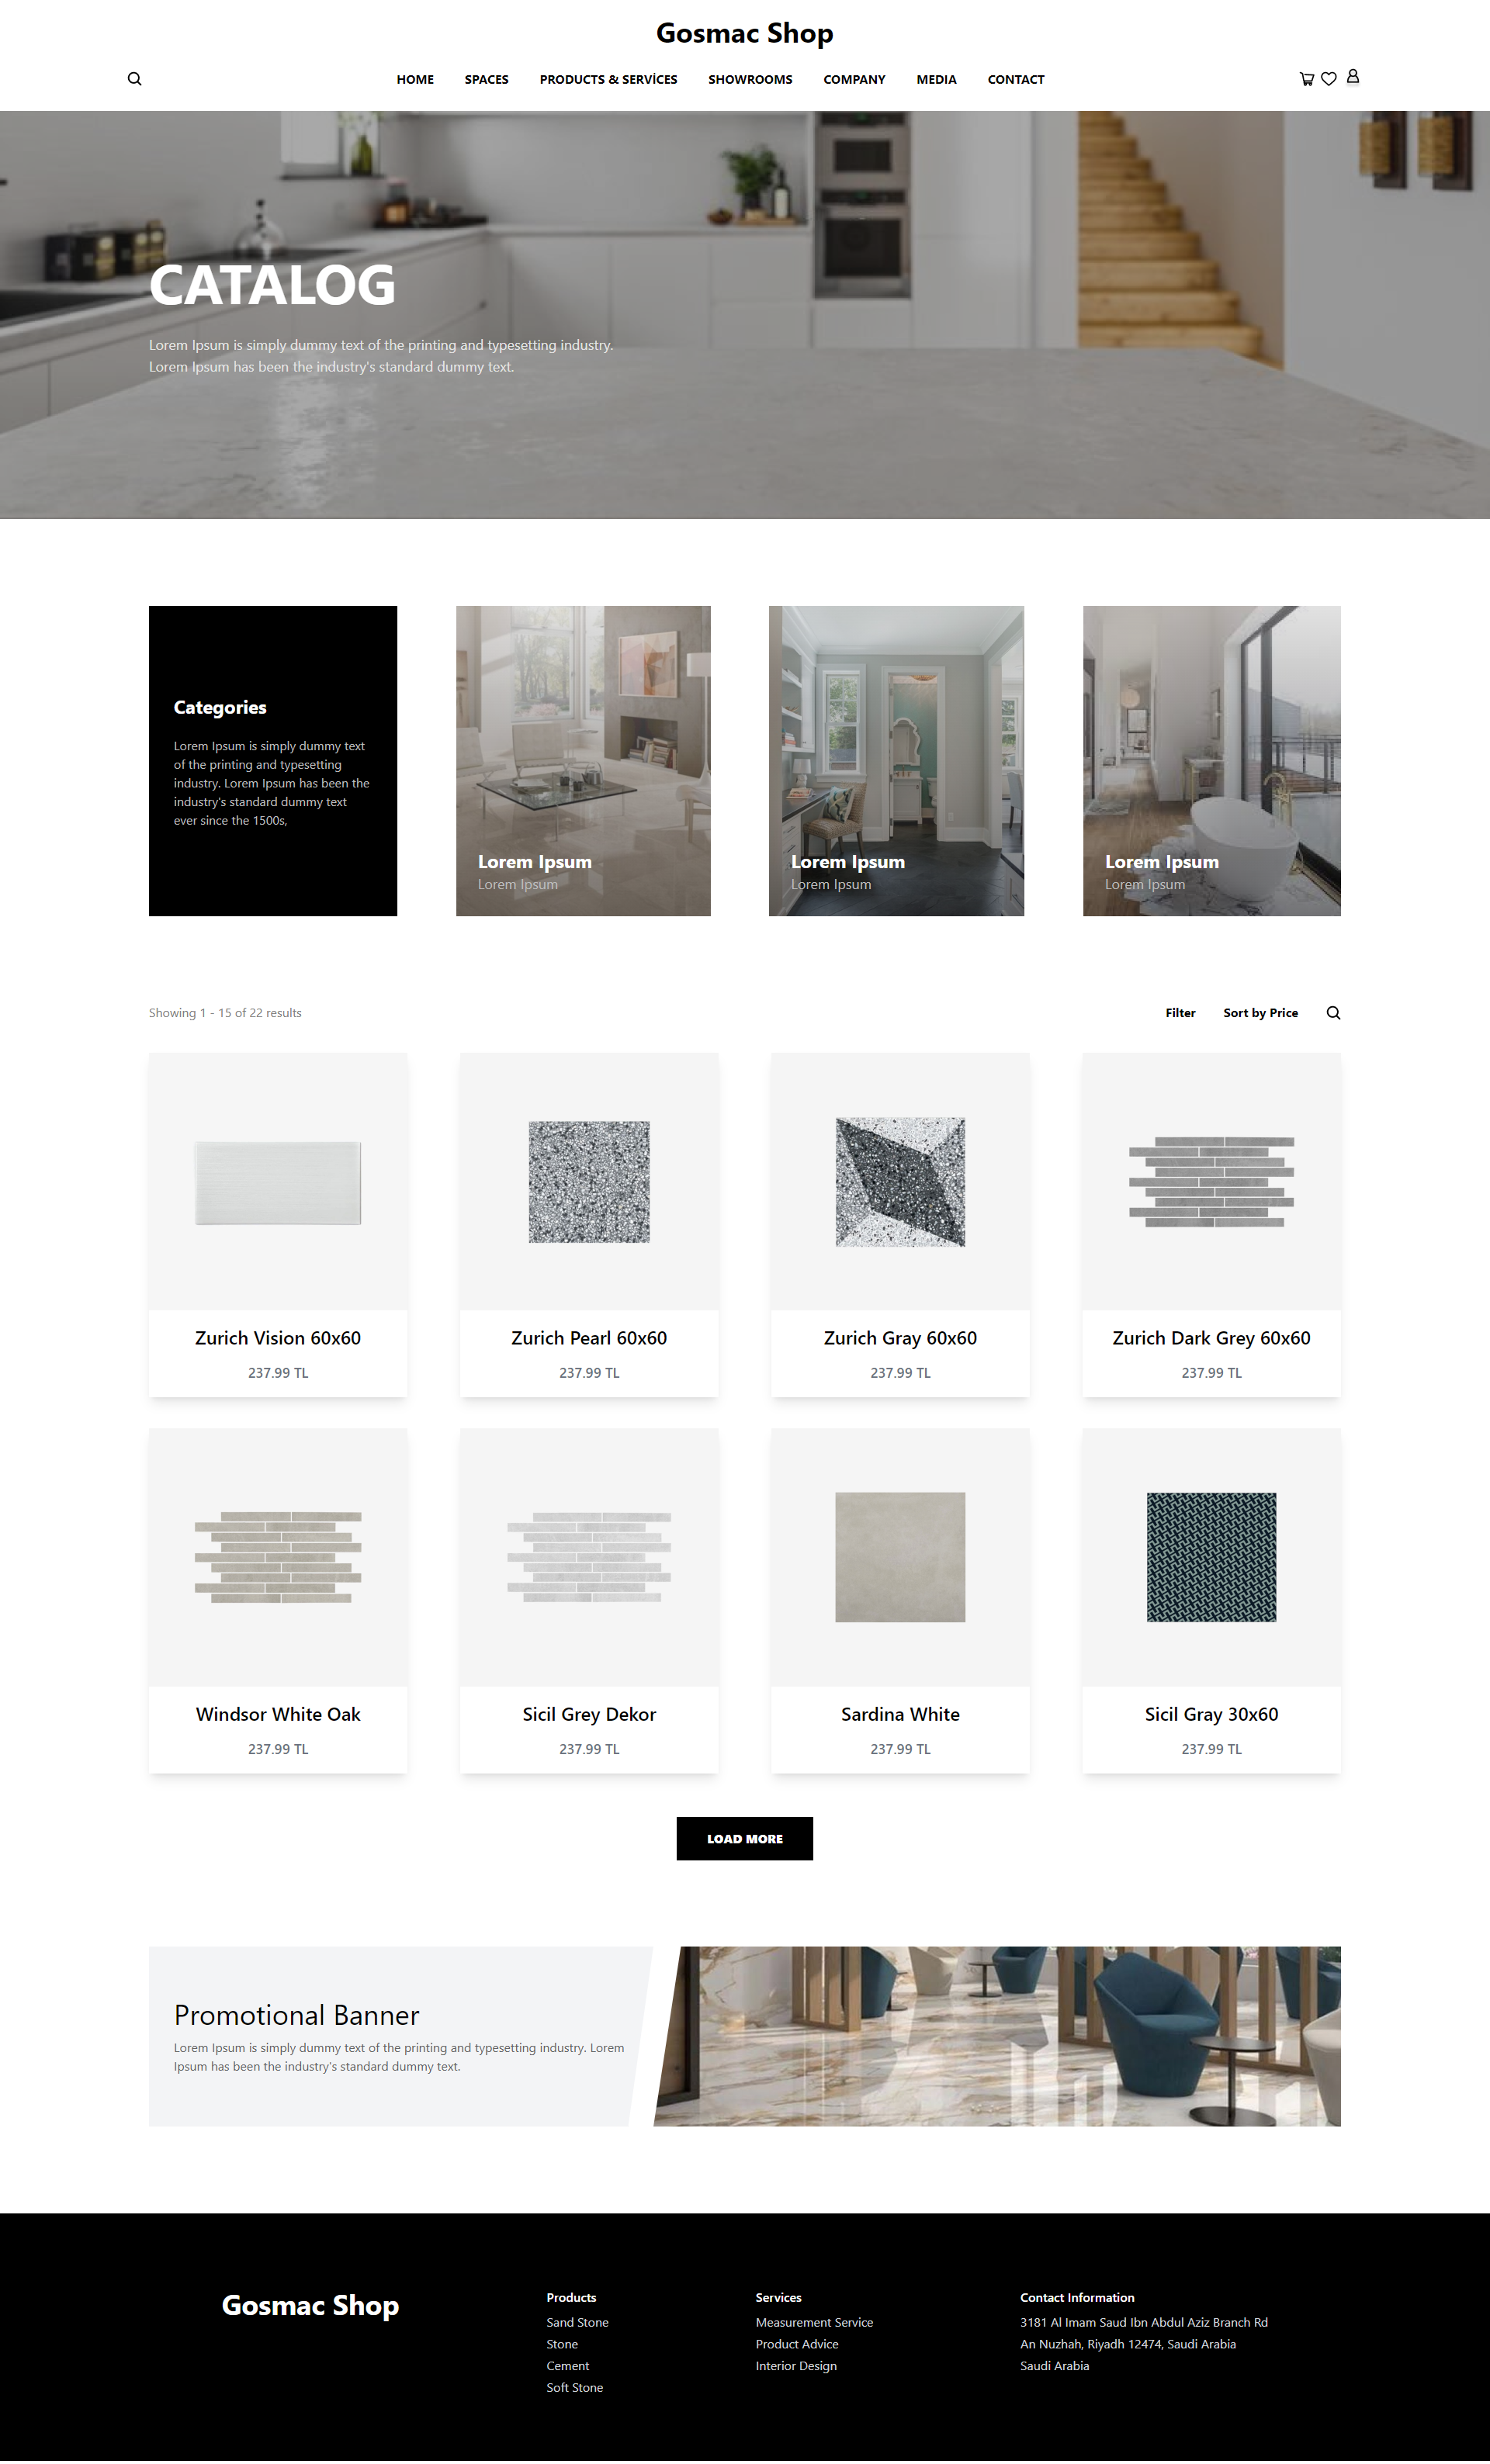 Gosmac Shop
HOME SPACES PRODUCTS & SERVİCES SHOWROOMS COMPANY MEDIA CONTACT
CATALOG
Lorem Ipsum is simply dummy text of the printing and typesetting industry.
Lorem Ipsum has been the industry's standard dummy text.
Categories
Lorem Ipsum is simply dummy text
of the printing and typesetting
industry. Lorem Ipsum has been the
industry's standard dummy text
ever since the 1500s,
Lorem Ipsum
Lorem Ipsum
Lorem Ipsum
Lorem Ipsum
Lorem Ipsum
Lorem Ipsum
Showing 1 - 15 of 22 results
Filter Sort by Price
Zurich Vision 60x60
237.99 TL
Zurich Pearl 60x60
237.99 TL
Zurich Gray 60x60
237.99 TL
Zurich Dark Grey 60x60
237.99 TL
Windsor White Oak
237.99 TL
Sicil Grey Dekor
237.99 TL
Sardina White
237.99 TL
Sicil Gray 30x60
237.99 TL
LOAD MORE
Promotional Banner
Lorem Ipsum is simply dummy text of the printing and typesetting industry. Lorem
Ipsum has been the industry's standard dummy text.
Gosmac Shop
Products
Sand Stone
Stone
Cement
Soft Stone
Services
Measurement Service
Product Advice
Interior Design
Contact Information
3181 Al Imam Saud Ibn Abdul Aziz Branch Rd
An Nuzhah, Riyadh 12474, Saudi Arabia
Saudi Arabia